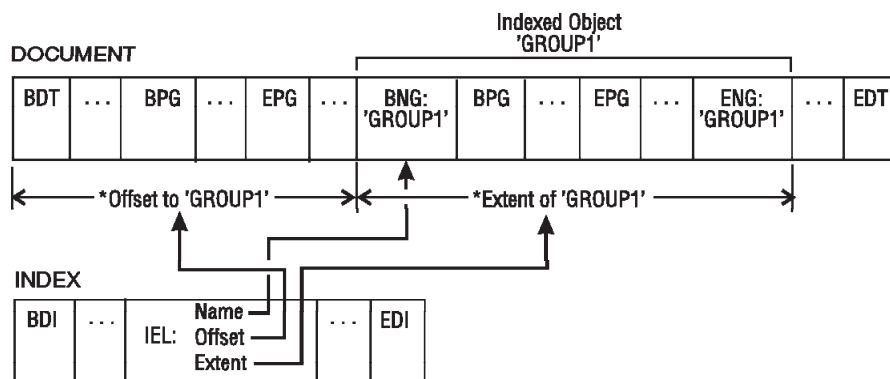 Indexed Object
'GROUP1'
DOCUMENT
BDT ... BPG ... EPG ... BNG: BPG ... EPG ... ENG: ... EDT
'GROUP1' 'GROUP1'
*Offset to 'GROUP1' *Extent of 'GROUP1'
INDEX
BDI ... Name ... EDI
IEL: Offset
Extent